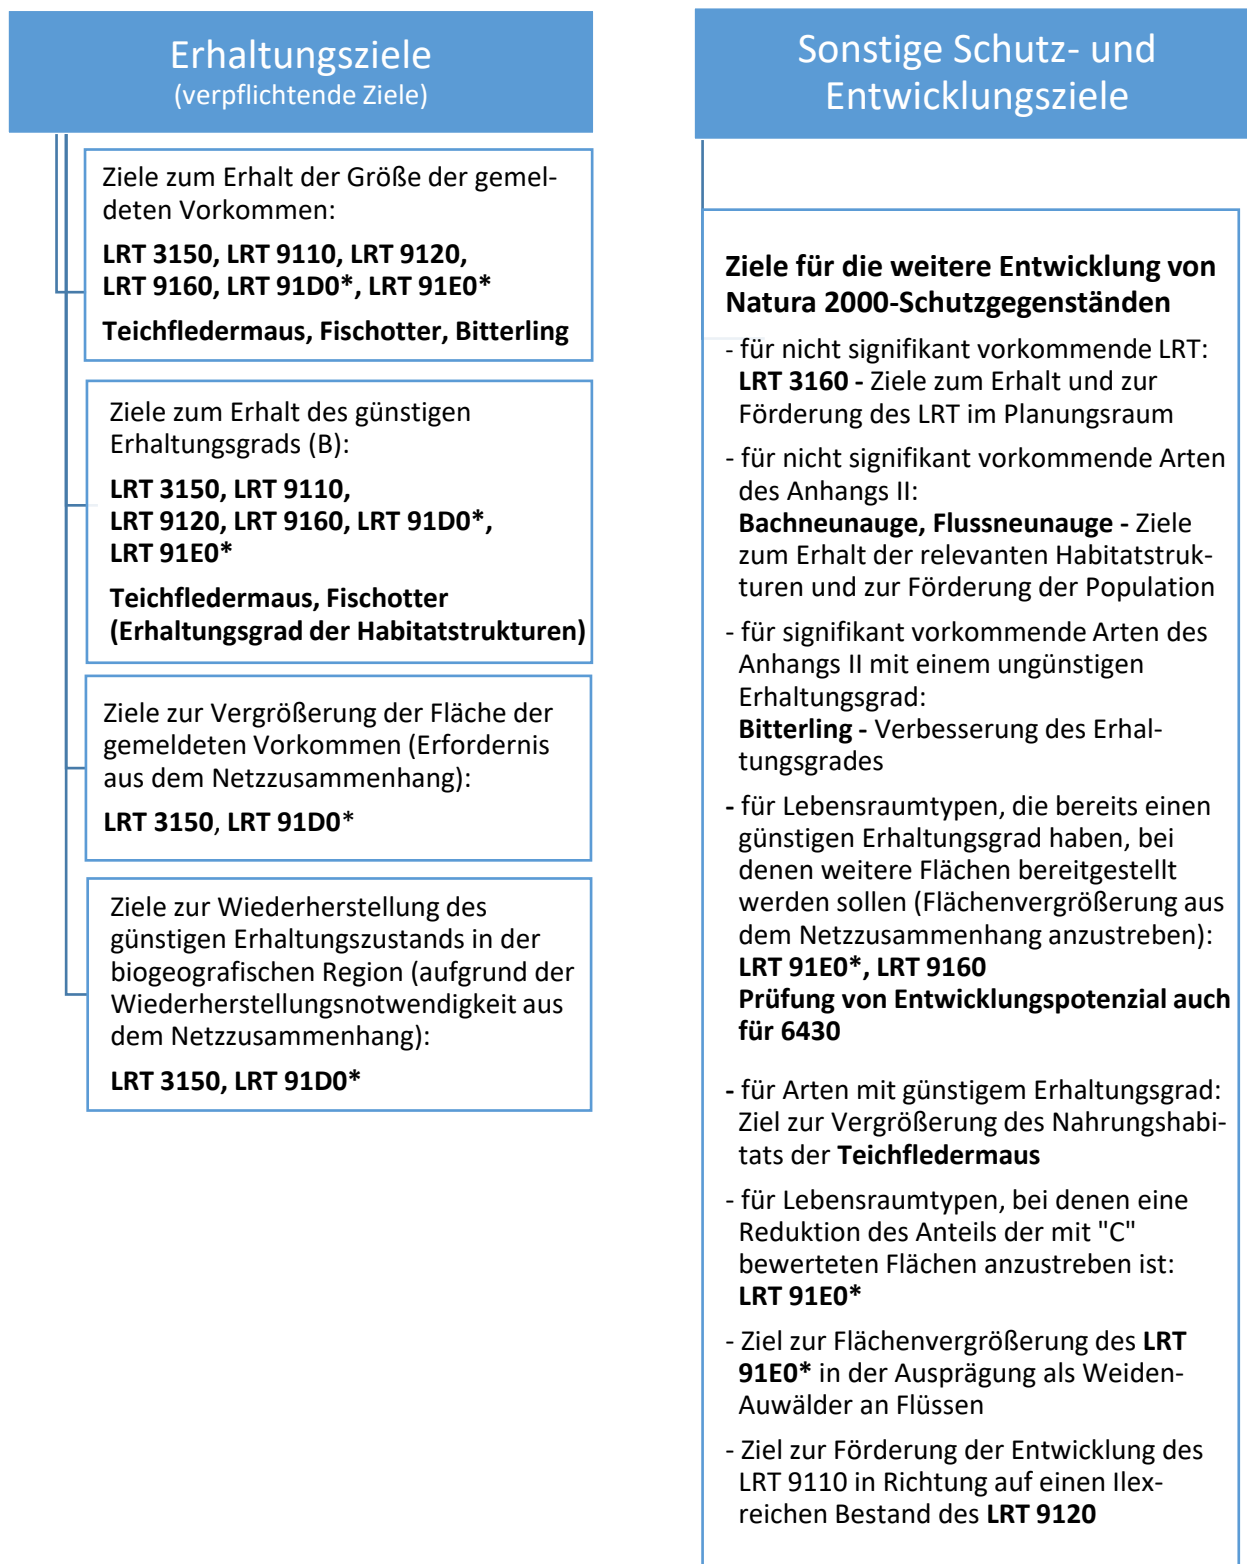 Erhaltungsziele
(verpflichtende Ziele)
Ziele zum Erhalt der Größe der gemel-
deten Vorkommen:
LRT 3150, LRT 9110, LRT 9120,
LRT 9160, LRT 91D0*, LRT 91E0*
Teichfledermaus, Fischotter, Bitterling
Ziele zum Erhalt des günstigen
Erhaltungsgrads (B):
LRT 3150, LRT 9110,
LRT 9120, LRT 9160, LRT 91D0*,
LRT 91E0*
Teichfledermaus, Fischotter
(Erhaltungsgrad der Habitatstrukturen)
Ziele zur Vergrößerung der Fläche der
gemeldeten Vorkommen (Erfordernis
aus dem Netzzusammenhang):
LRT 3150, LRT 91D0*
Ziele zur Wiederherstellung des
günstigen Erhaltungszustands in der
biogeografischen Region (aufgrund der
Wiederherstellungsnotwendigkeit aus
dem Netzzusammenhang):
LRT 3150, LRT 91D0*
Sonstige Schutz- und
Entwicklungsziele
Ziele für die weitere Entwicklung von
Natura 2000-Schutzgegenständen
- für nicht signifikant vorkommende LRT:
LRT 3160 - Ziele zum Erhalt und zur
Förderung des LRT im Planungsraum
- für nicht signifikant vorkommende Arten
des Anhangs II:
Bachneunauge, Flussneunauge - Ziele
zum Erhalt der relevanten Habitatstruk-
turen und zur Förderung der Population
- für signifikant vorkommende Arten des
Anhangs II mit einem ungünstigen
Erhaltungsgrad:
Bitterling - Verbesserung des Erhal-
tungsgrades
- für Lebensraumtypen, die bereits einen
günstigen Erhaltungsgrad haben, bei
denen weitere Flächen bereitgestellt
werden sollen (Flächenvergrößerung aus
dem Netzzusammenhang anzustreben):
LRT 91E0*, LRT 9160
Prüfung von Entwicklungspotenzial auch
für 6430
- für Arten mit günstigem Erhaltungsgrad:
Ziel zur Vergrößerung des Nahrungshabi-
tats der Teichfledermaus
- für Lebensraumtypen, bei denen eine
Reduktion des Anteils der mit "C"
bewerteten Flächen anzustreben ist:
LRT 91E0*
- Ziel zur Flächenvergrößerung des LRT
91E0* in der Ausprägung als Weiden-
Auwälder an Flüssen
- Ziel zur Förderung der Entwicklung des
LRT 9110 in Richtung auf einen Ilex-
reichen Bestand des LRT 9120